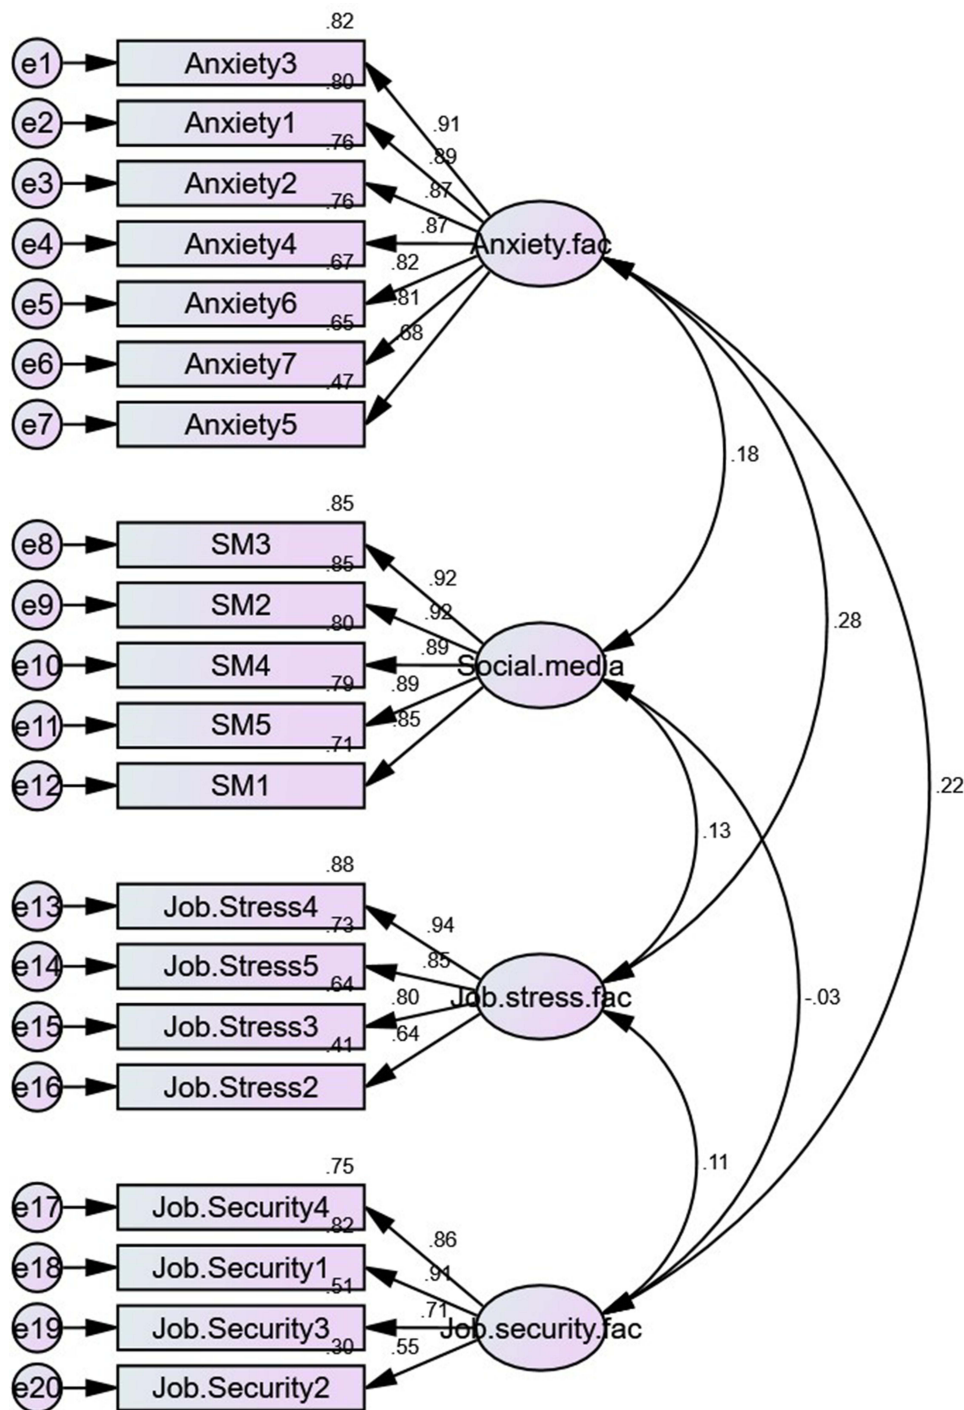 .82
e1 Anxiety3
.80
.91
e2 Anxiety1
.76
.89
e3 Anxiety2
.87
.76
.87
e4 Anxiety4 Anxiety.fac
.67 .82
e5 Anxiety6 .81
.65
.68
e6 Anxiety7
.47
e7 Anxiety5
.18
.85
e8 SM3
.85
.92
e9 SM2
.92
.80
.28
.89
e10 SM4 Social.media
.79 .89
e11 SM5 .85
.71
e12 SM1 .22
.13
.88
e13 Job.Stress4
.73 .94
e14 Job.Stress5 .85
.64
.80 Job.stress.fac -.03
e15 Job.Stress3
.64
.41
e16 Job.Stress2
.11
.75
e17 Job.Security4
.82
.86
e18 Job.Security1
.91
.51
.71
e19 Job.Security3 Job.security.fac
.30 .55
e20 Job.Security2